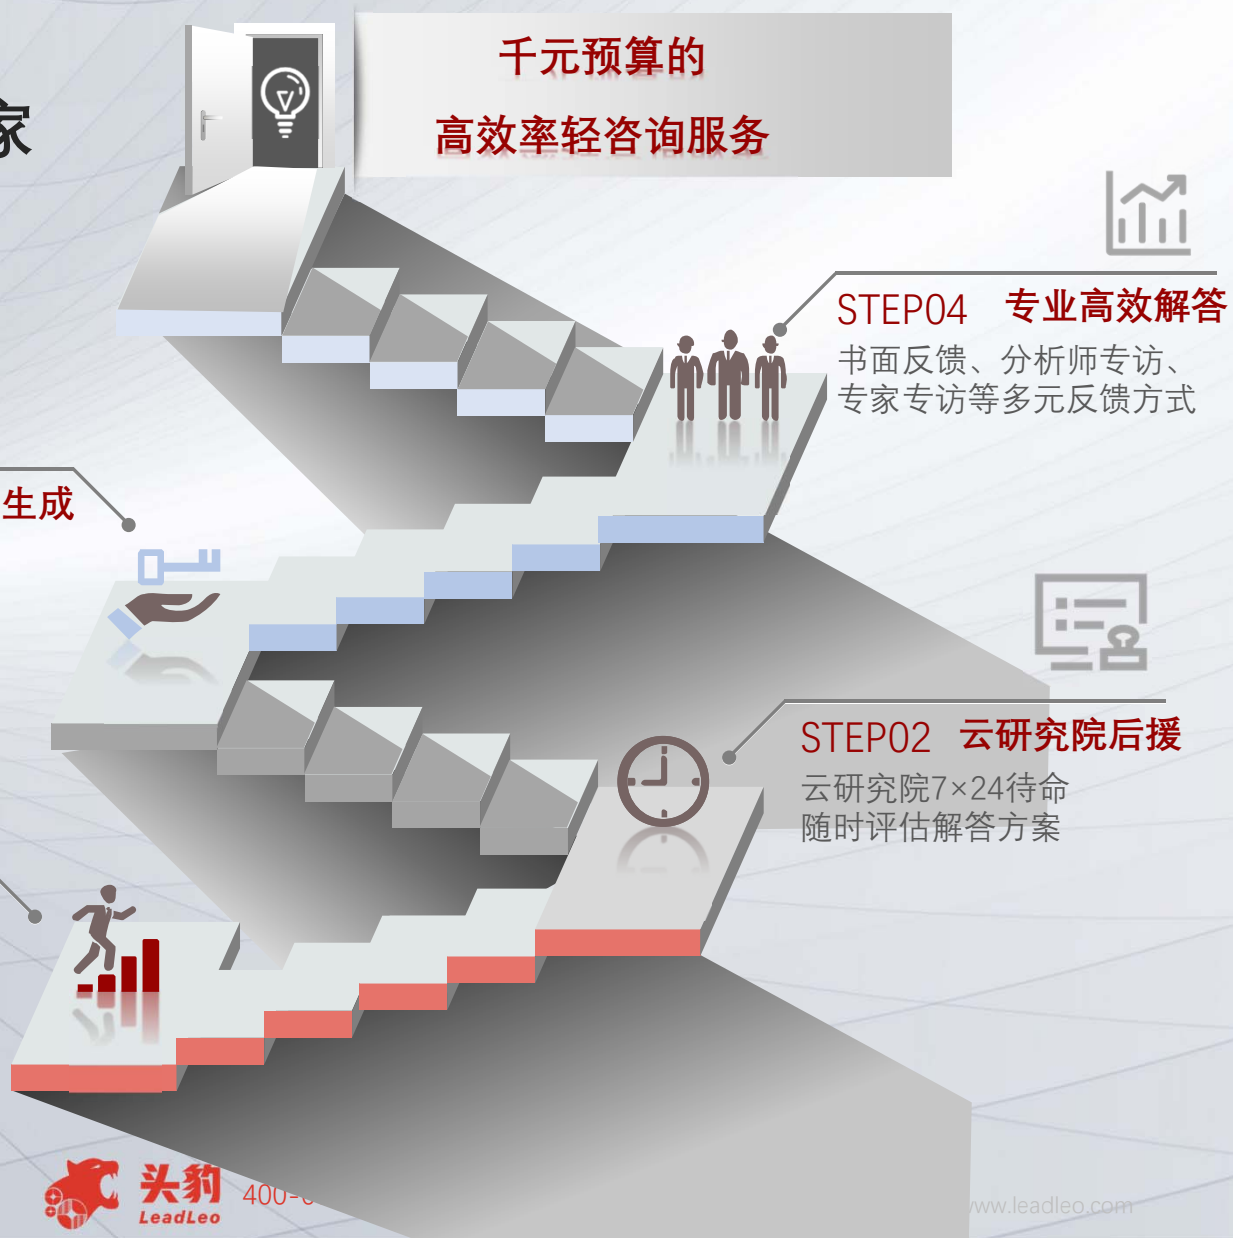 千元预算的
高效率轻咨询服务
家
STEP04 专业高效解答
书面反馈、分析师专访、
专家专访等多元反馈方式
生成
STEP02 云研究院后援
云研究院7×24待命
随时评估解答方案
头豹
LeadLeo
400-
www.leadleo.com